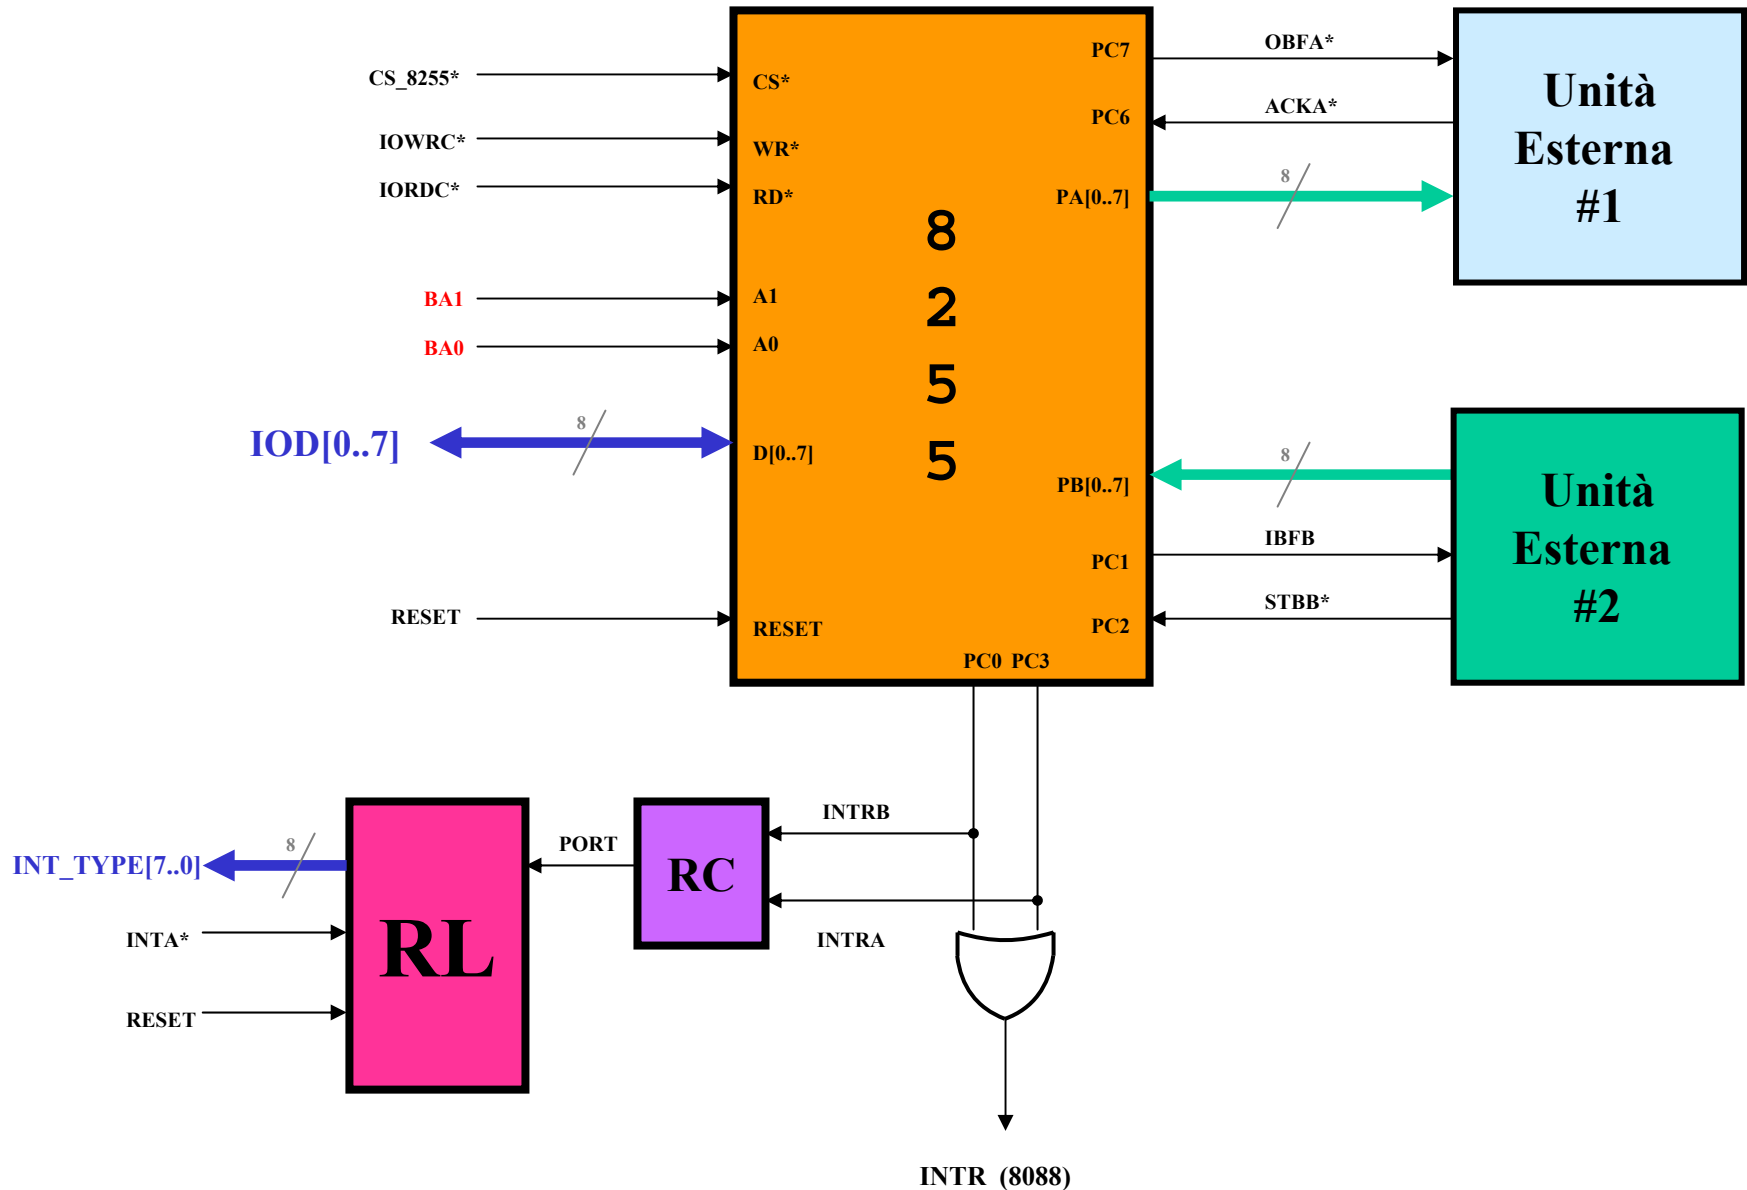 PC7
OBFA*
CS_8255*
CS*
PC6
ACKA*
Unità
Esterna
#1
IOWRC*
WR*
IORDC*
RD*
PA[0..7]
8
8
2
5
5
BA1
A1
BA0
A0
IOD[0..7]
8
D[0..7]
PB[0..7]
8
Unità
Esterna
#2
PC1
IBFB
RESET
RESET
PC2
STBB*
PC0 PC3
INTRB
PORT
RC
INTRA
INT_TYPE[7..0]
8
INTA*
RL
RESET
INTR (8088)